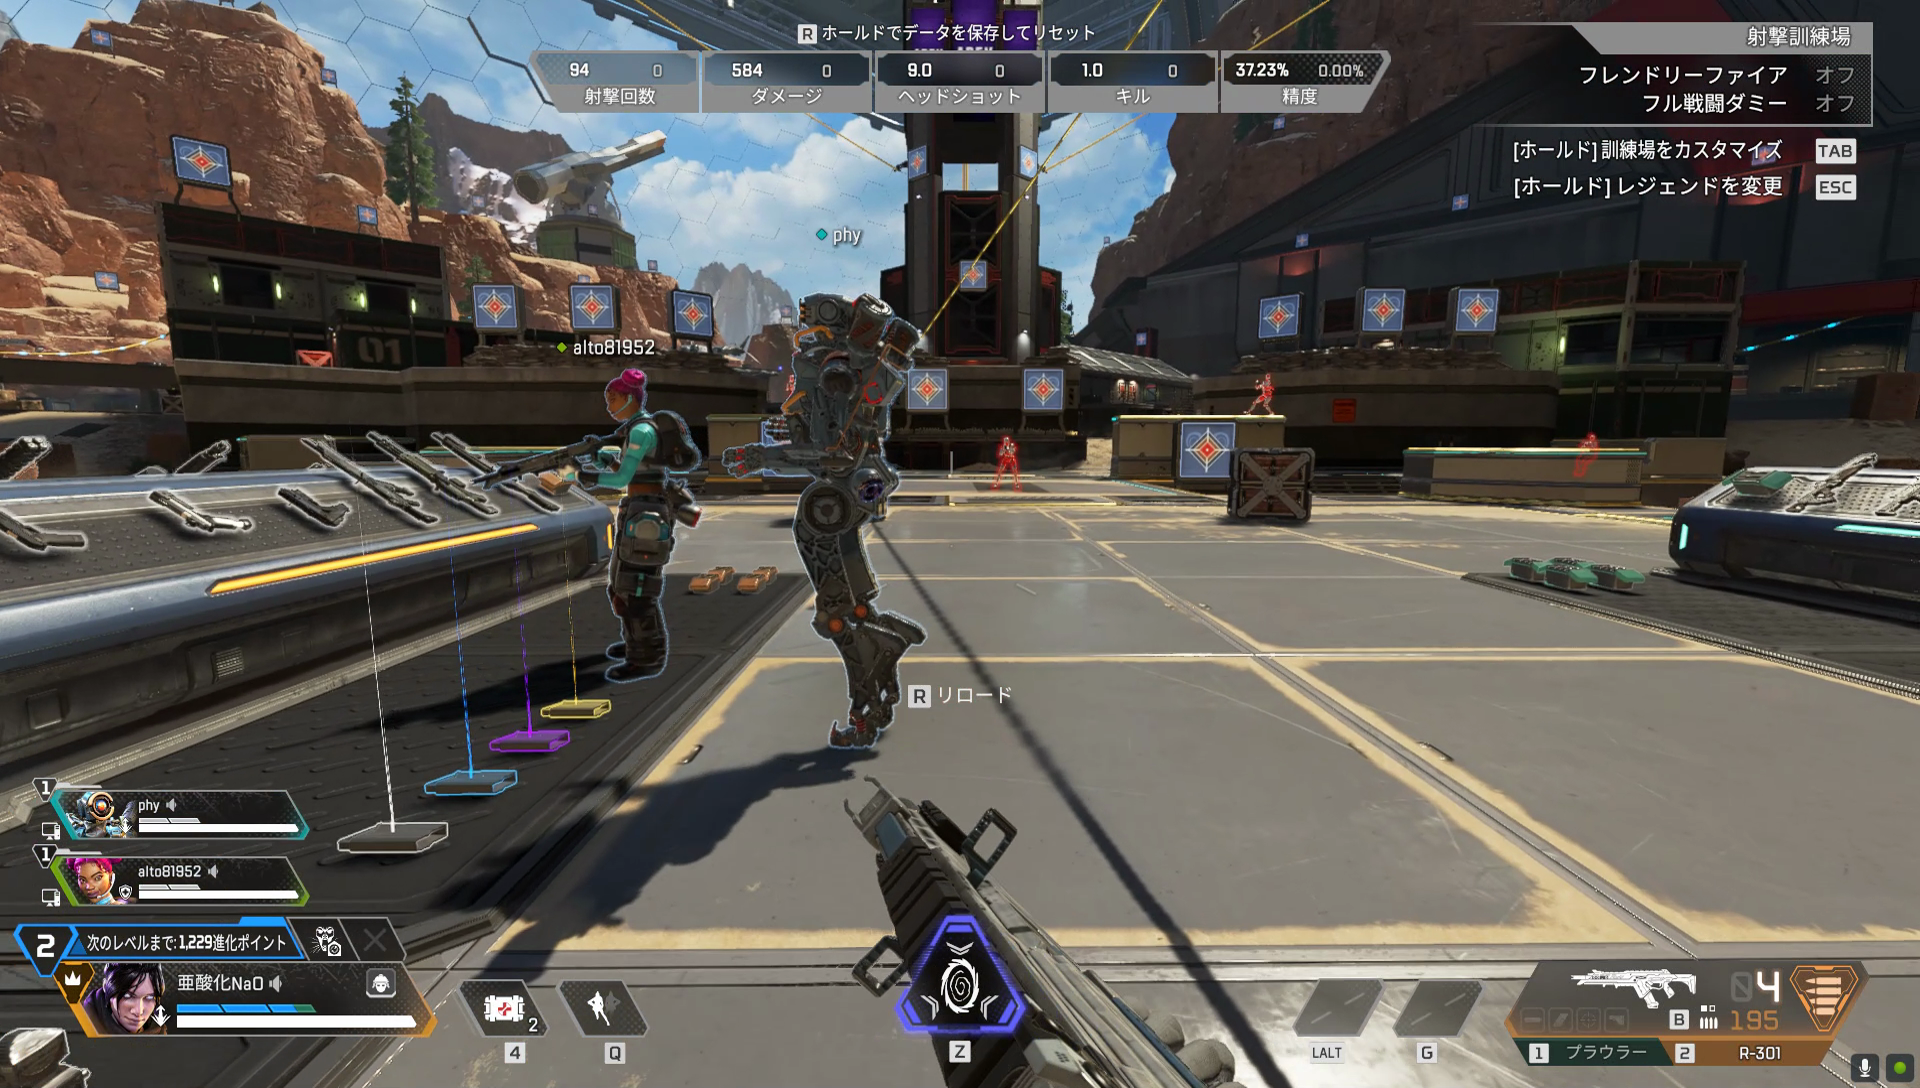 R ホールドでデータを保存してリセット
94 0 射撃回数
584 0 ダメージ
9.0 0 ヘッドショット
1.0 0 キル
37.23% 0.00% 精度
射撃訓練場
フレンドリーファイア オフ
フル戦闘ダミー オフ
[ホールド]訓練場をカスタマイズ TAB
[ホールド]レジェンドを変更 ESC
phy
alto81952
01
R リロード
1 phy
1 alto81952
2 次のレベルまで:1,229進化ポイント
亜酸化NaO
2
4
Q
Z
LALT
G
04
B 195
1 ブラウラー
2 R-301